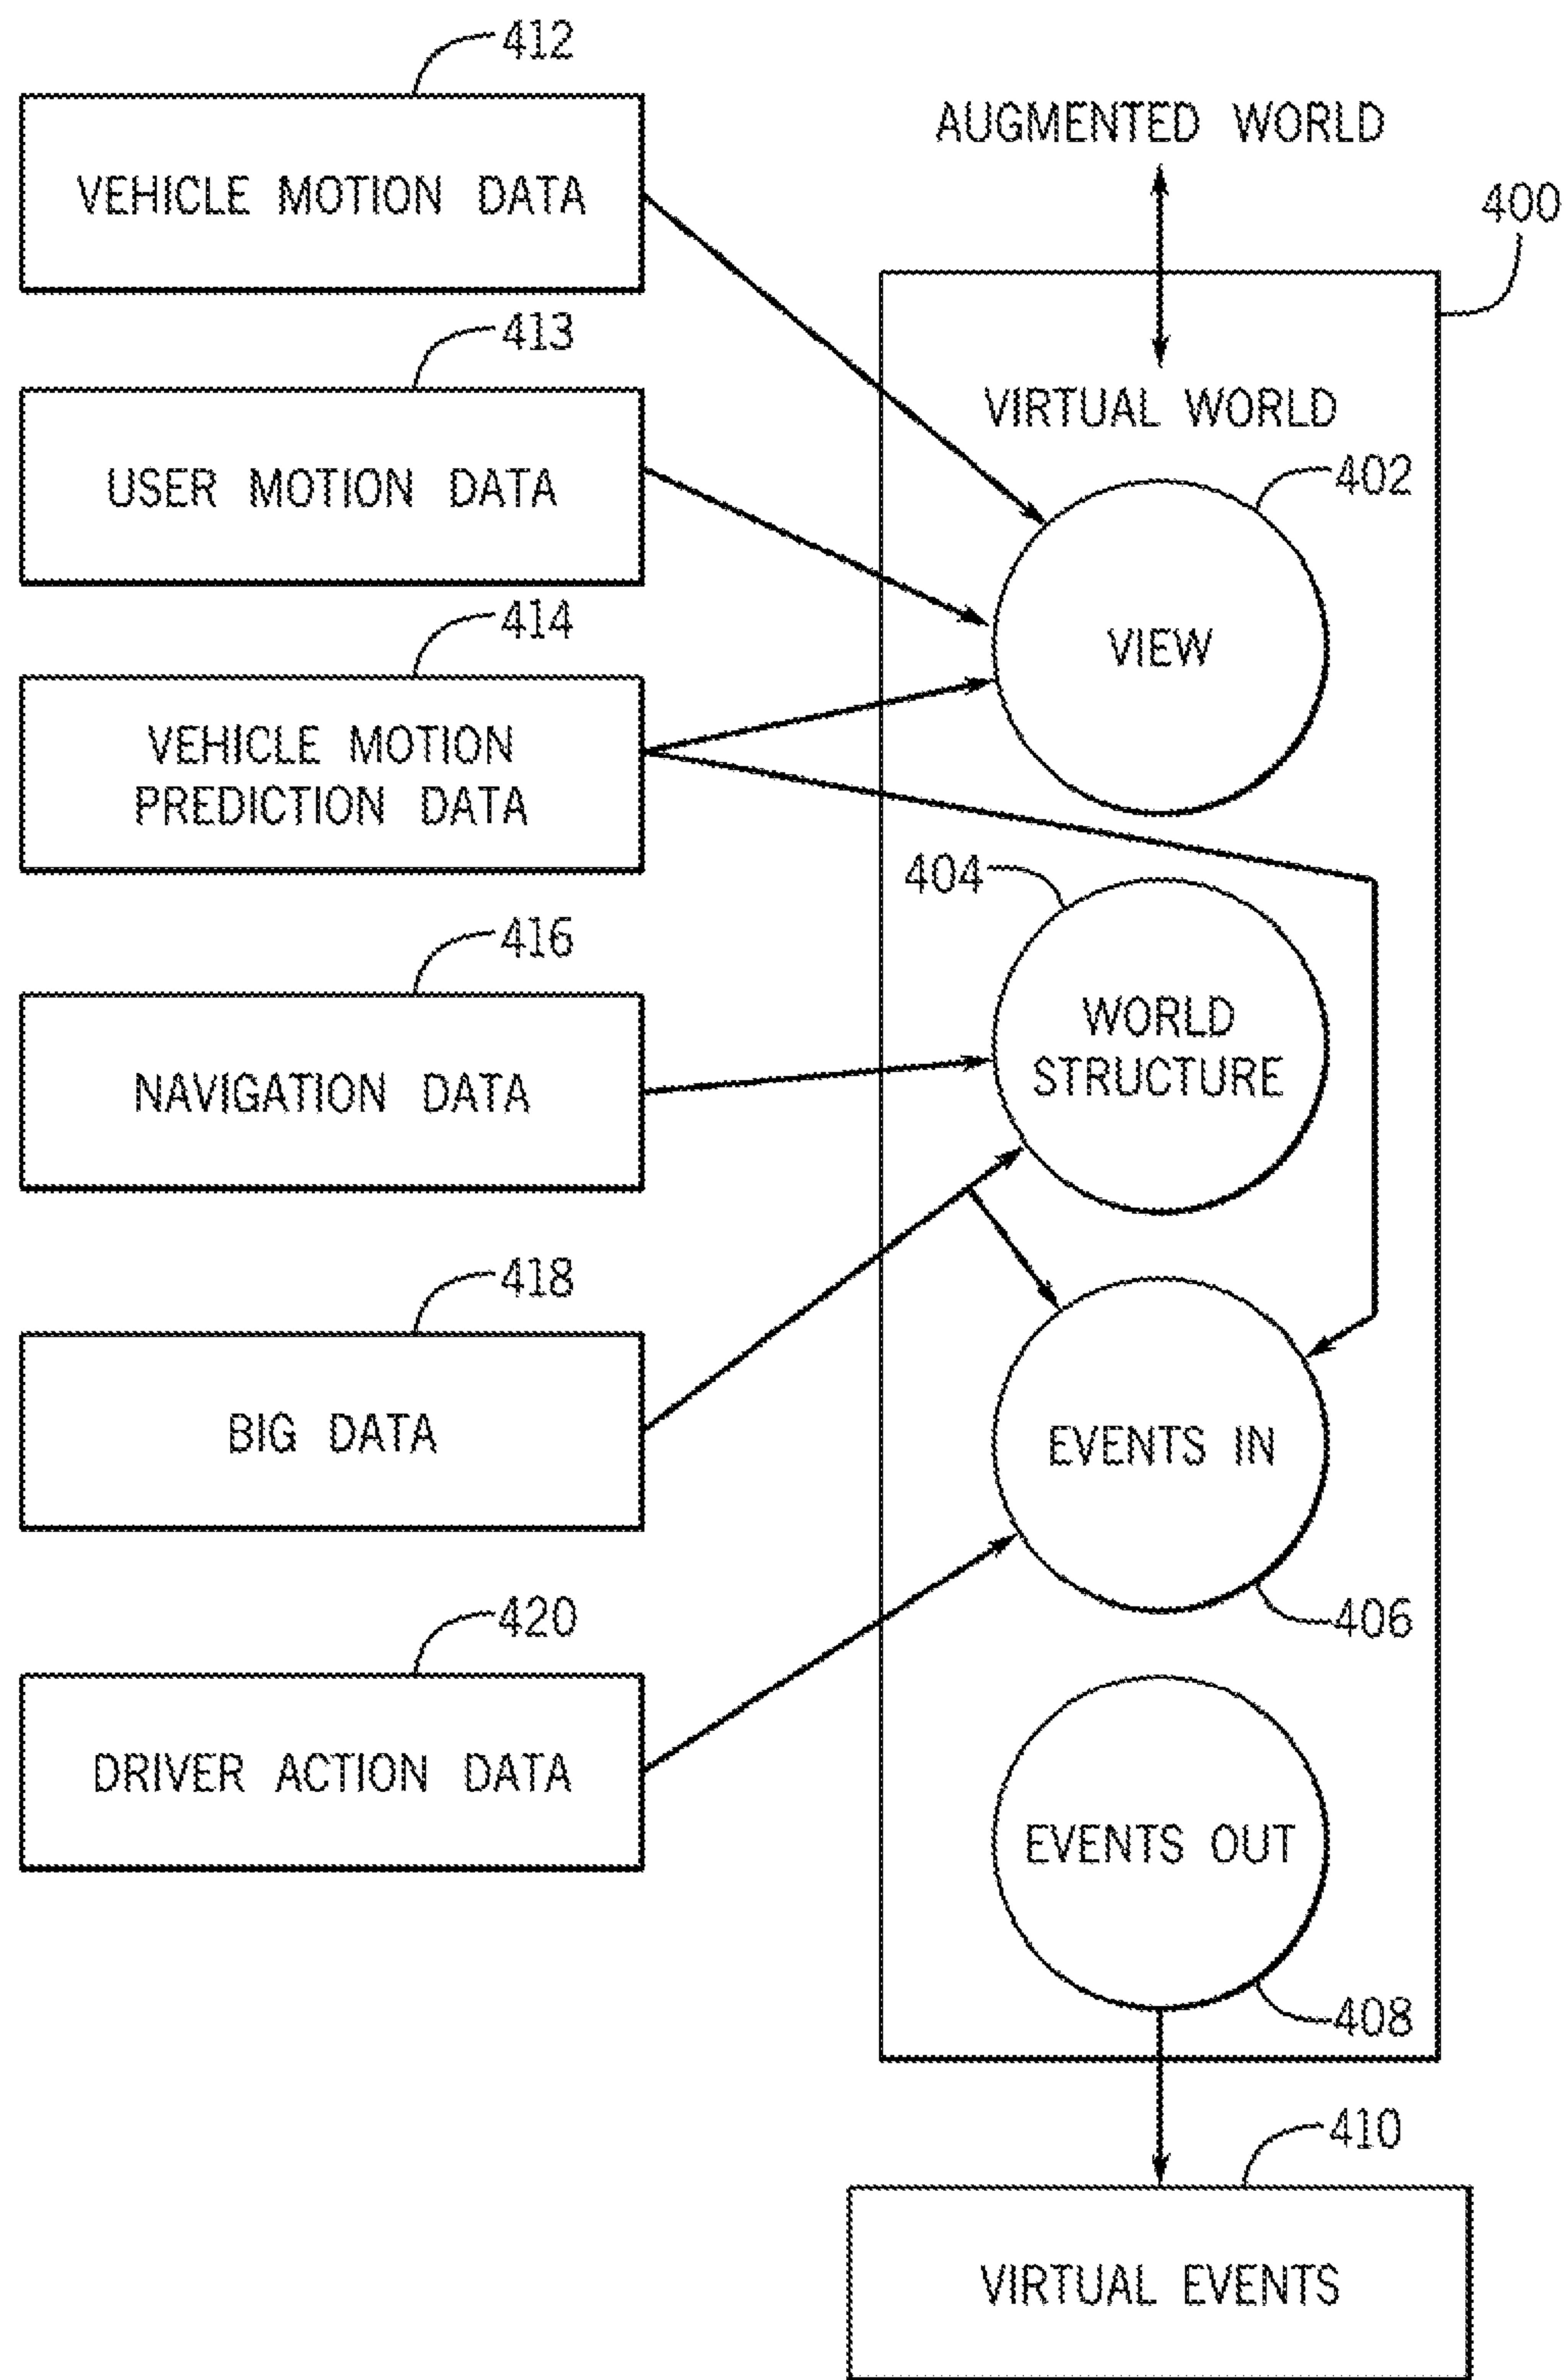 412
VEHICLE MOTION DATA
413
USER MOTION DATA
414
VEHICLE MOTION
PREDICTION DATA
416
NAVIGATION DATA
418
BIG DATA
420
DRIVER ACTION DATA
AUGMENTED WORLD
400
VIRTUAL WORLD
402
VIEW
404
WORLD
STRUCTURE
EVENTS IN
406
EVENTS OUT
408
410
VIRTUAL EVENTS